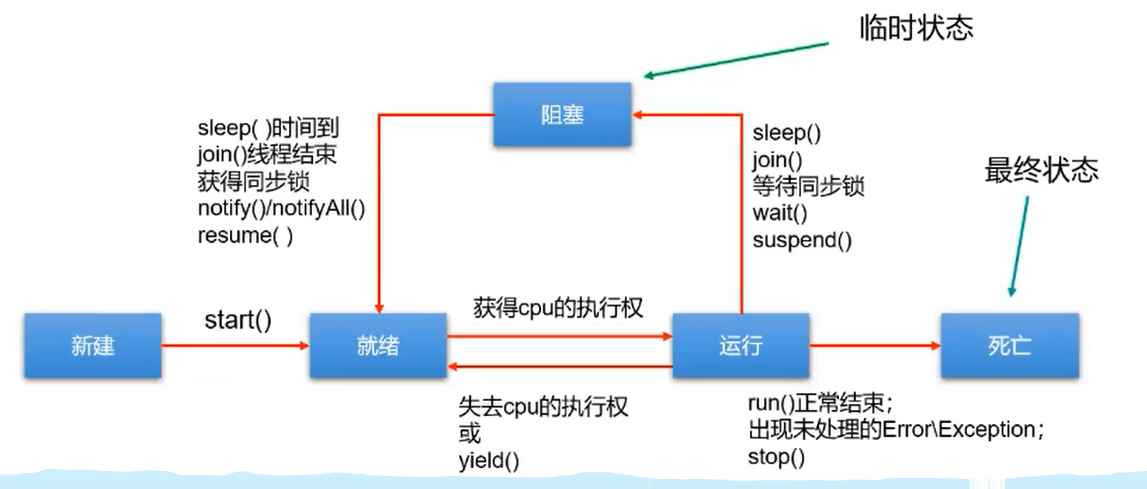 临时状态
阻塞
sleep( )时间到
join()线程结束
获得同步锁
notify()/notifyAll()
resume( )
sleep()
join()
等待同步锁
wait()
suspend()
最终状态
新建
start()
就绪
获得cpu的执行权
运行
死亡
失去cpu的执行权
或
yield()
run()正常结束；
出现未处理的Error\Exception；
stop()